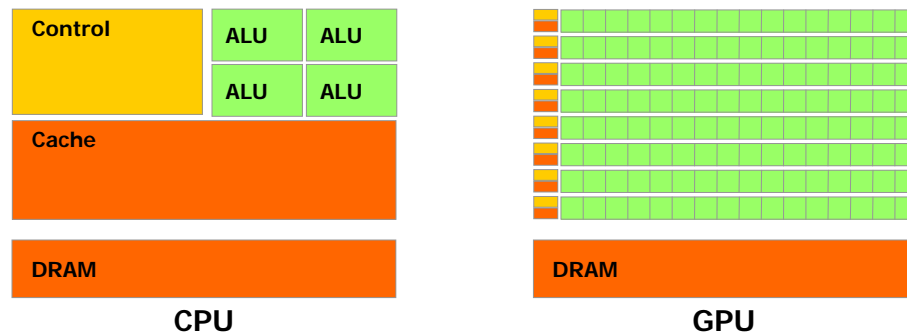 Control
ALU
ALU
ALU
ALU
Cache
DRAM
CPU
DRAM
GPU